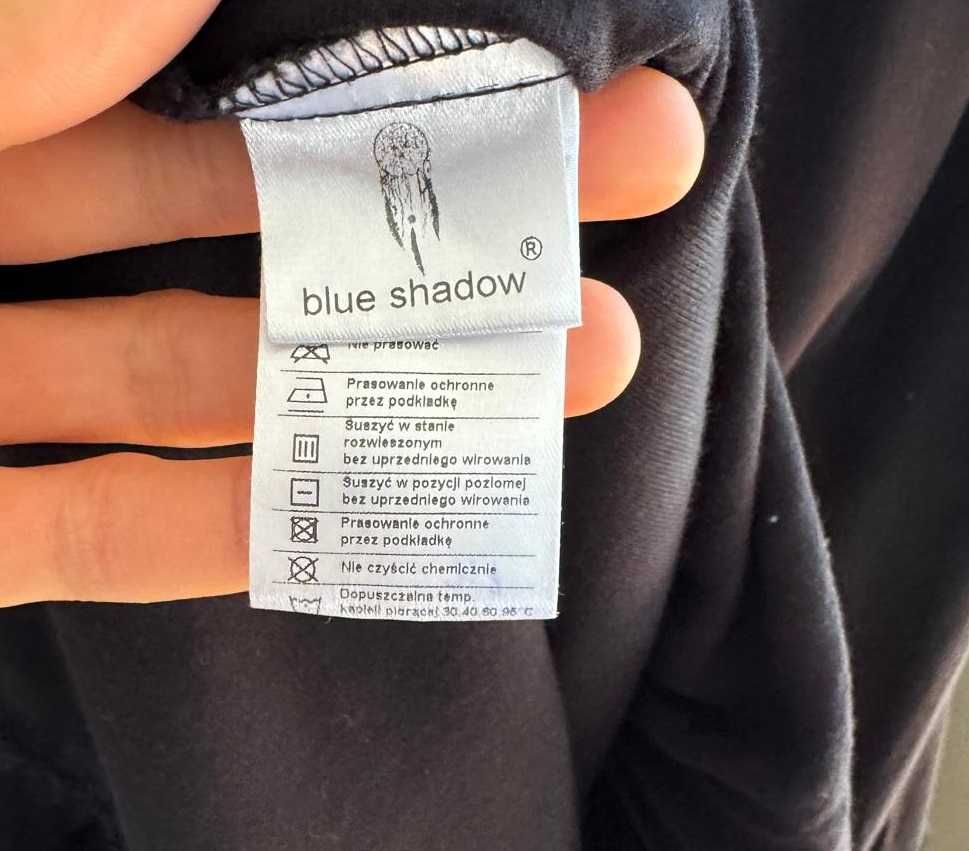 ®
blue shadow
Nie prasować
Prasowanie ochronne
przez podkładkę
Suszyć w stanie
rozwieszonym
bez uprzedniego wirowania
Suszyć w pozycji poziomej
bez uprzedniego wirowania
Prasowanie ochronne
przez podkładkę
Nie czyścić chemicznie
Dopuszczalna temp.
kąpieli piorącej 30,40,60,95°C